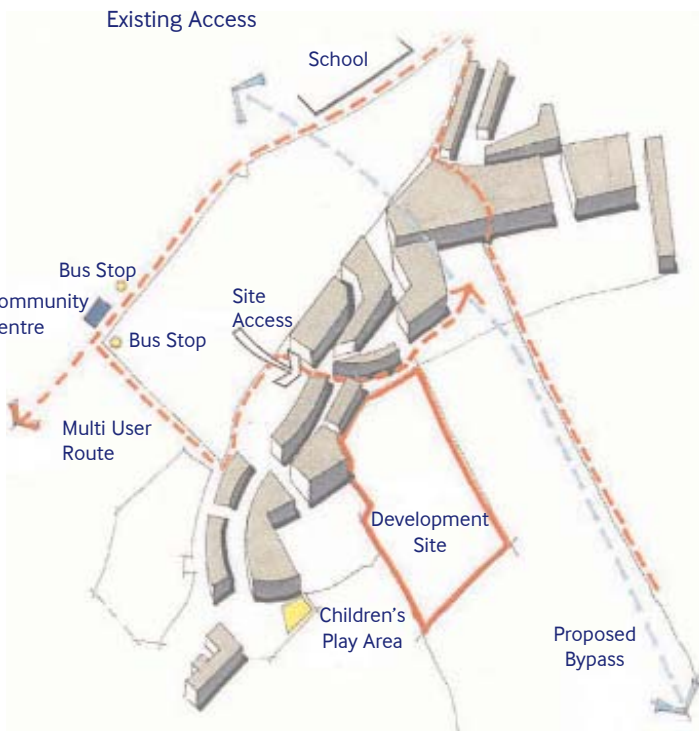 Existing Access
School
Bus Stop
ommunity
entre
Bus Stop
Site
Access
Multi User
Route
Development
Site
Children's
Play Area
Proposed
Bypass